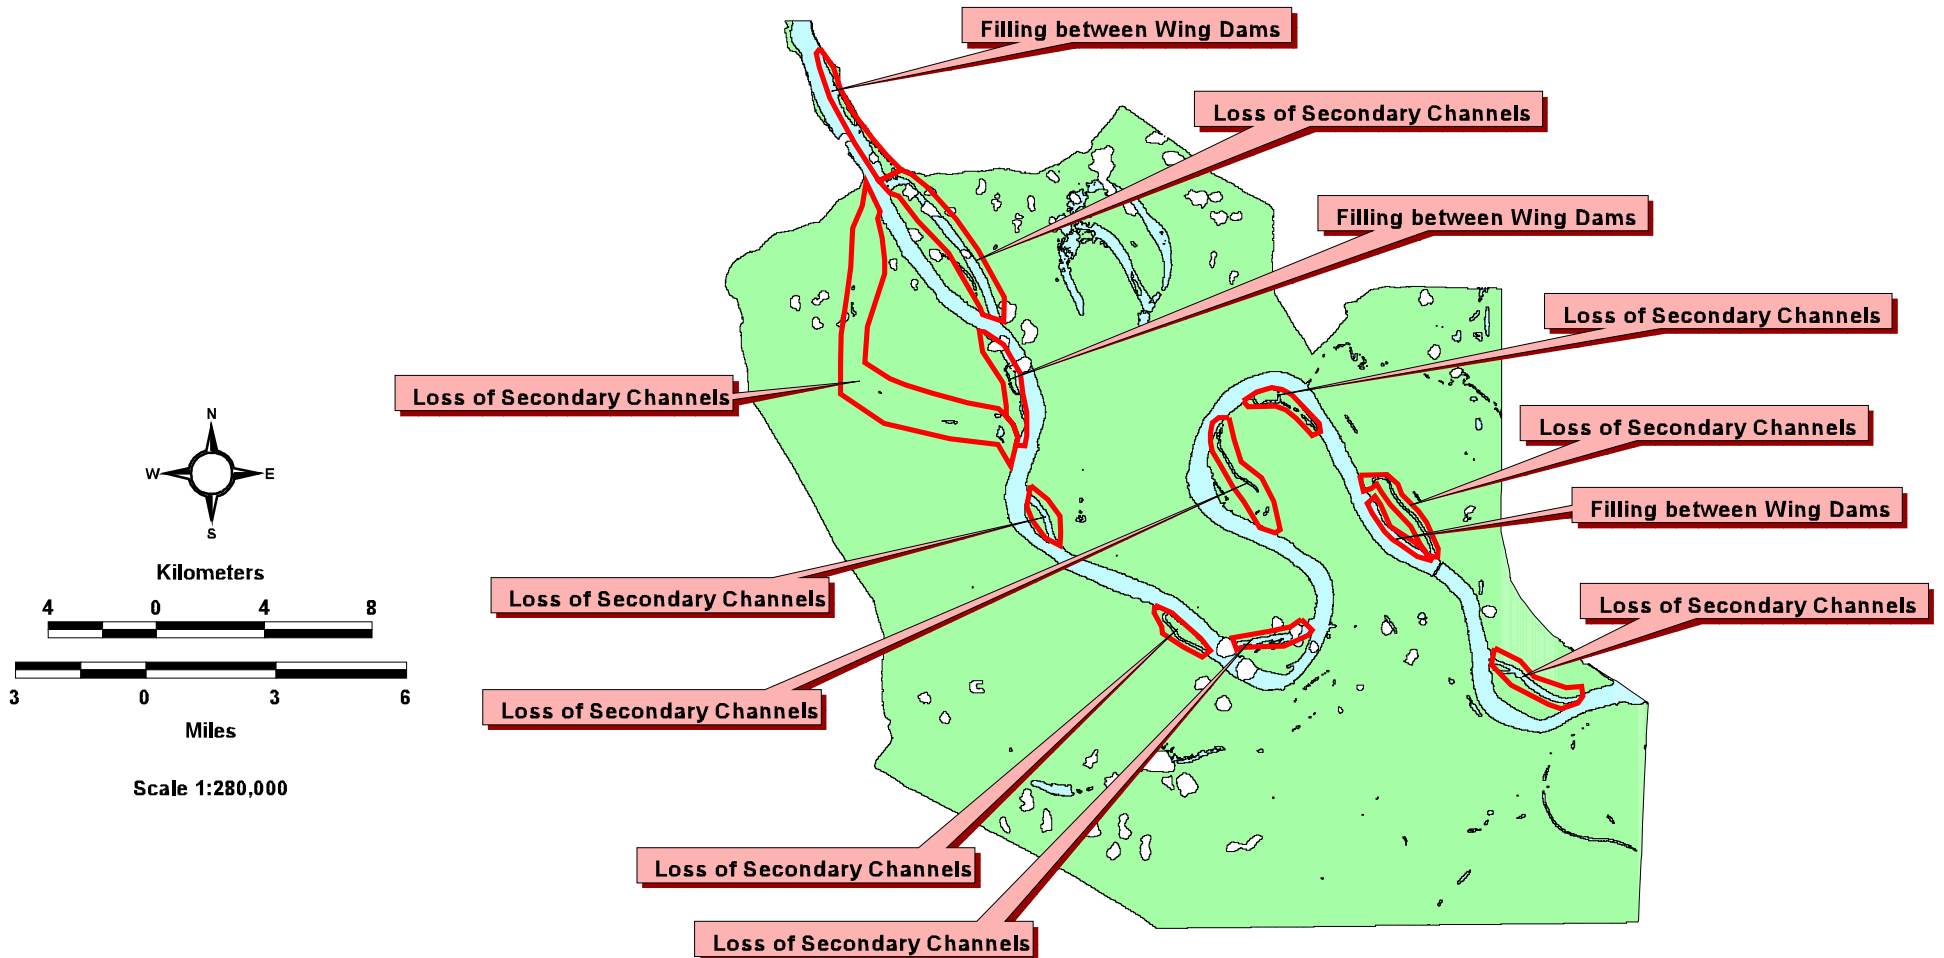 Filling between Wing Dams
Loss of Secondary Channels
Filling between Wing Dams
Loss of Secondary Channels
Loss of Secondary Channels
Loss of Secondary Channels
Filling between Wing Dams
Loss of Secondary Channels
Loss of Secondary Channels
Loss of Secondary Channels
Loss of Secondary Channels
Loss of Secondary Channels
N
W E
S
Kilometers
4 0 4 8
3 0 3 6
Miles
Scale 1:280,000